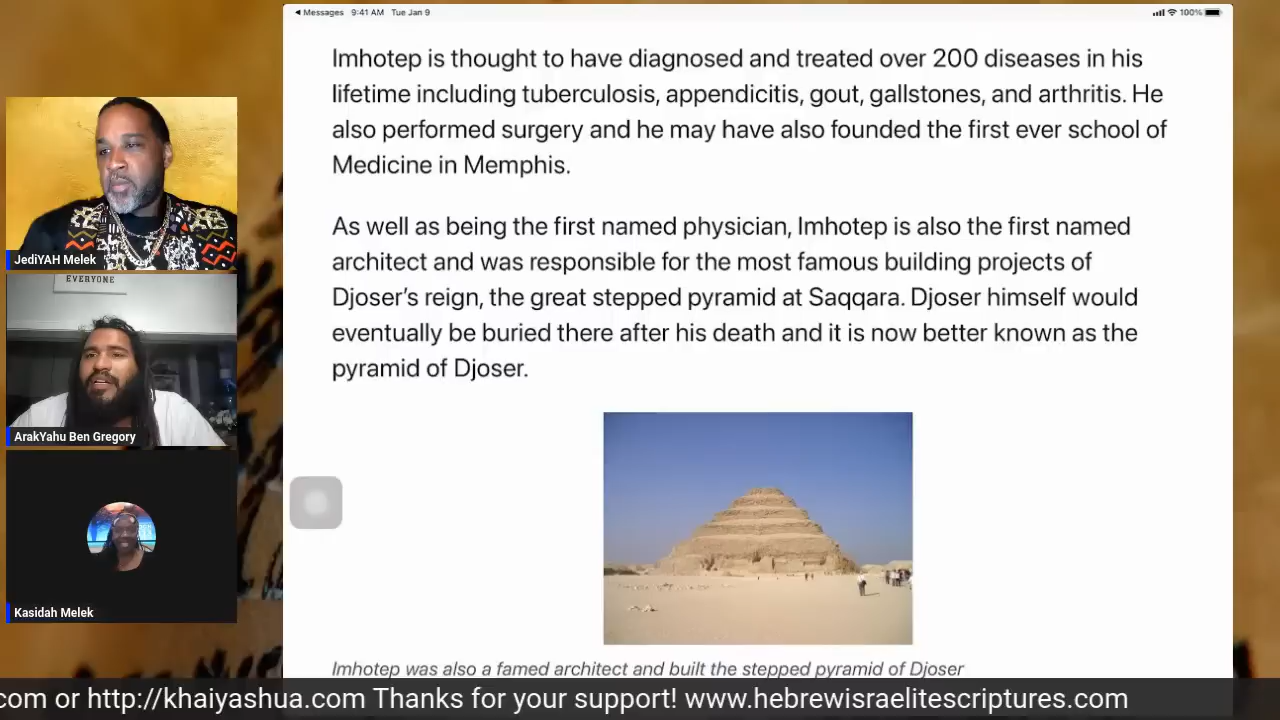 Messages 9:41 AM Tue Jan 9
100%
Imhotep is thought to have diagnosed and treated over 200 diseases in his
lifetime including tuberculosis, appendicitis, gout, gallstones, and arthritis. He
also performed surgery and he may have also founded the first ever school of
Medicine in Memphis.
As well as being the first named physician, Imhotep is also the first named
architect and was responsible for the most famous building projects of
Djoser’s reign, the great stepped pyramid at Saqqara. Djoser himself would
eventually be buried there after his death and it is now better known as the
pyramid of Djoser.
Imhotep was also a famed architect and built the stepped pyramid of Djoser
JediYAH Melek
EVERYONE
ArakYahu Ben Gregory
Kasidah Melek
.com or http://khaiyashua.com Thanks for your support! www.hebrewisraelitescriptures.com